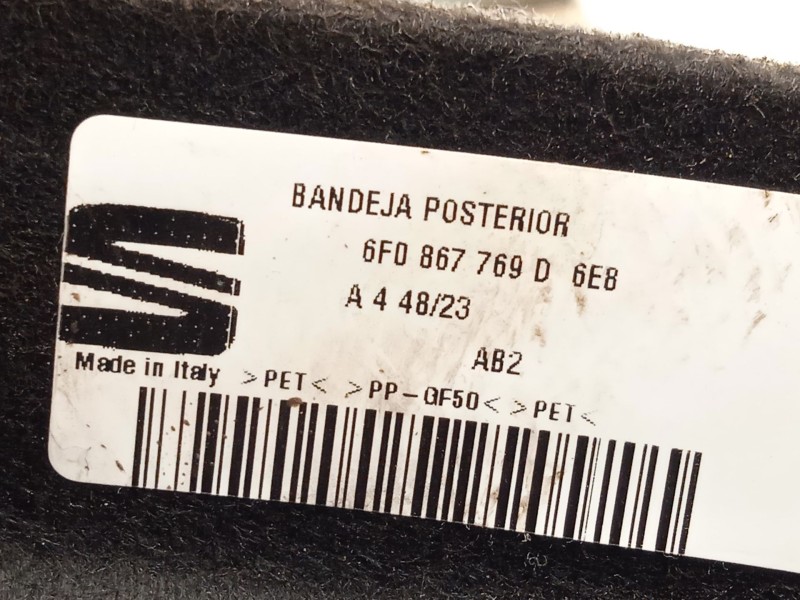 BANDEJA POSTERIOR
6F0 867 769 D 6E8
A 4 48/23
AB2
Made in Italy >PET< >PP-GF50< >PET<